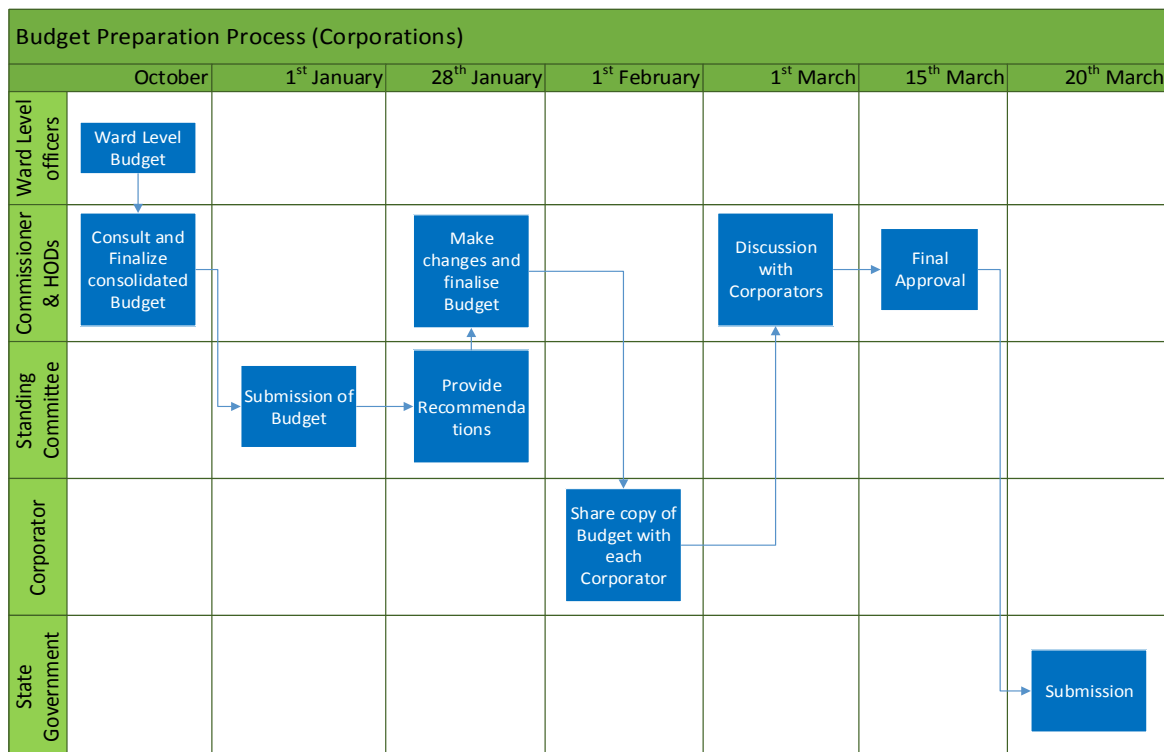 Budget Preparation Process (Corporations)
October
1st January
28th January
1st February
1st March
15th March
20th March
Ward Level
officers
Ward Level
Budget
Commissioner
& HODs
Consult and
Finalize
consolidated
Budget
Make
changes and
finalise
Budget
Discussion
with
Corporators
Final
Approval
Standing
Committee
Submission of
Budget
Provide
Recommenda
tions
Corporator
Share copy of
Budget with
each
Corporator
State
Government
Submission